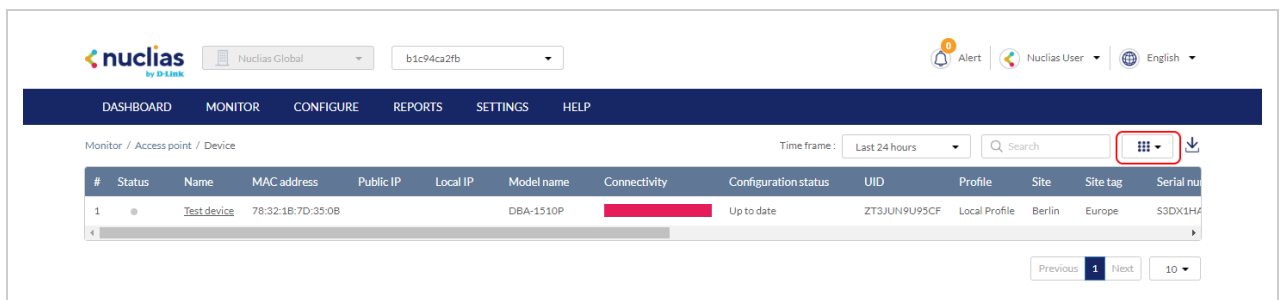 nuclias
by D-Link
Nuclias Global
b1c94ca2fb
0
Alert
Nuclias User
English
DASHBOARD MONITOR CONFIGURE REPORTS SETTINGS HELP
Monitor / Access point / Device
Time frame :
Last 24 hours
Search
# Status Name MAC address Public IP Local IP Model name Connectivity Configuration status UID Profile Site Site tag Serial nu
1 Test device 78:32:1B:7D:35:0B DBA-1510P Up to date ZT3JUN9U95CF Local Profile Berlin Europe S3DX1HA
Previous 1 Next 10